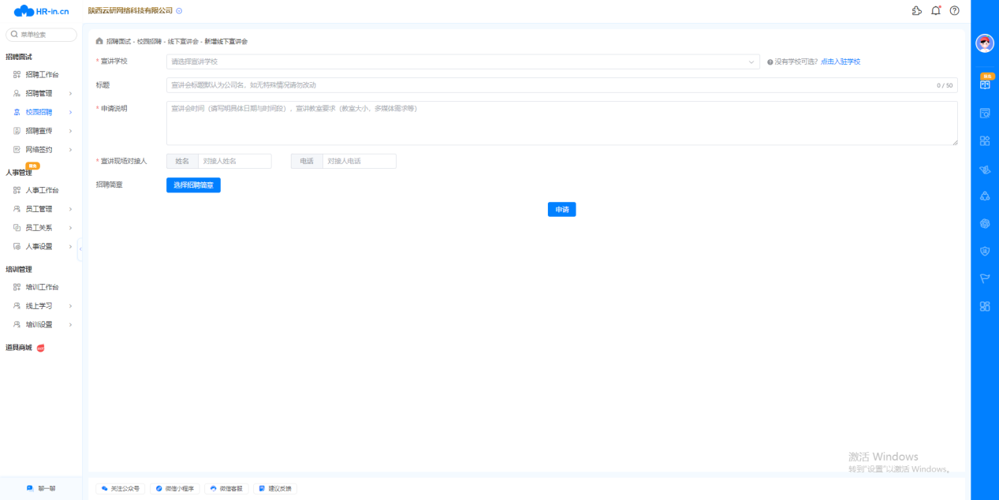 HR-in.cn
陕西云研网络科技有限公司
菜单检索
招聘面试 - 校园招聘 - 线下宣讲会 - 新增线下宣讲会
招聘面试
招聘工作台
招聘管理
校园招聘
招聘宣传
网络签约
人事管理
人事工作台
员工管理
员工关系
人事设置
培训管理
培训工作台
线上学习
培训设置
道具商城
聊一聊
* 宣讲学校 请选择宣讲学校 没有学校可选? 点击入驻学校
标题 宣讲会标题默认为公司名，如无特殊情况请勿改动 0 / 50
* 申请说明 宣讲会时间（请写明具体日期与时间段），宣讲教室要求（教室大小，多媒体需求等）
* 宣讲现场对接人 姓名 对接人姓名 电话 对接人电话
招聘简章 选择招聘简章
申请
激活 Windows
转到"设置"以激活 Windows。
关注公众号 微信小程序 微信客服 建议反馈